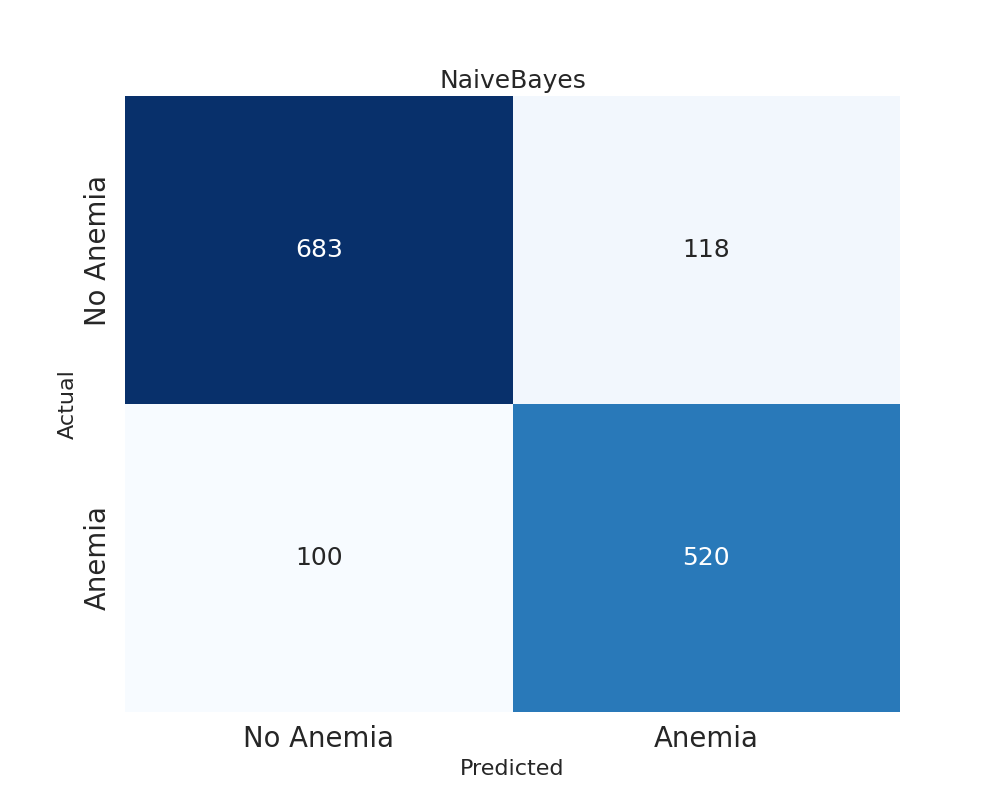 NaiveBayes
No Anemia
683
118
Actual
Anemia
100
520
No Anemia
Anemia
Predicted